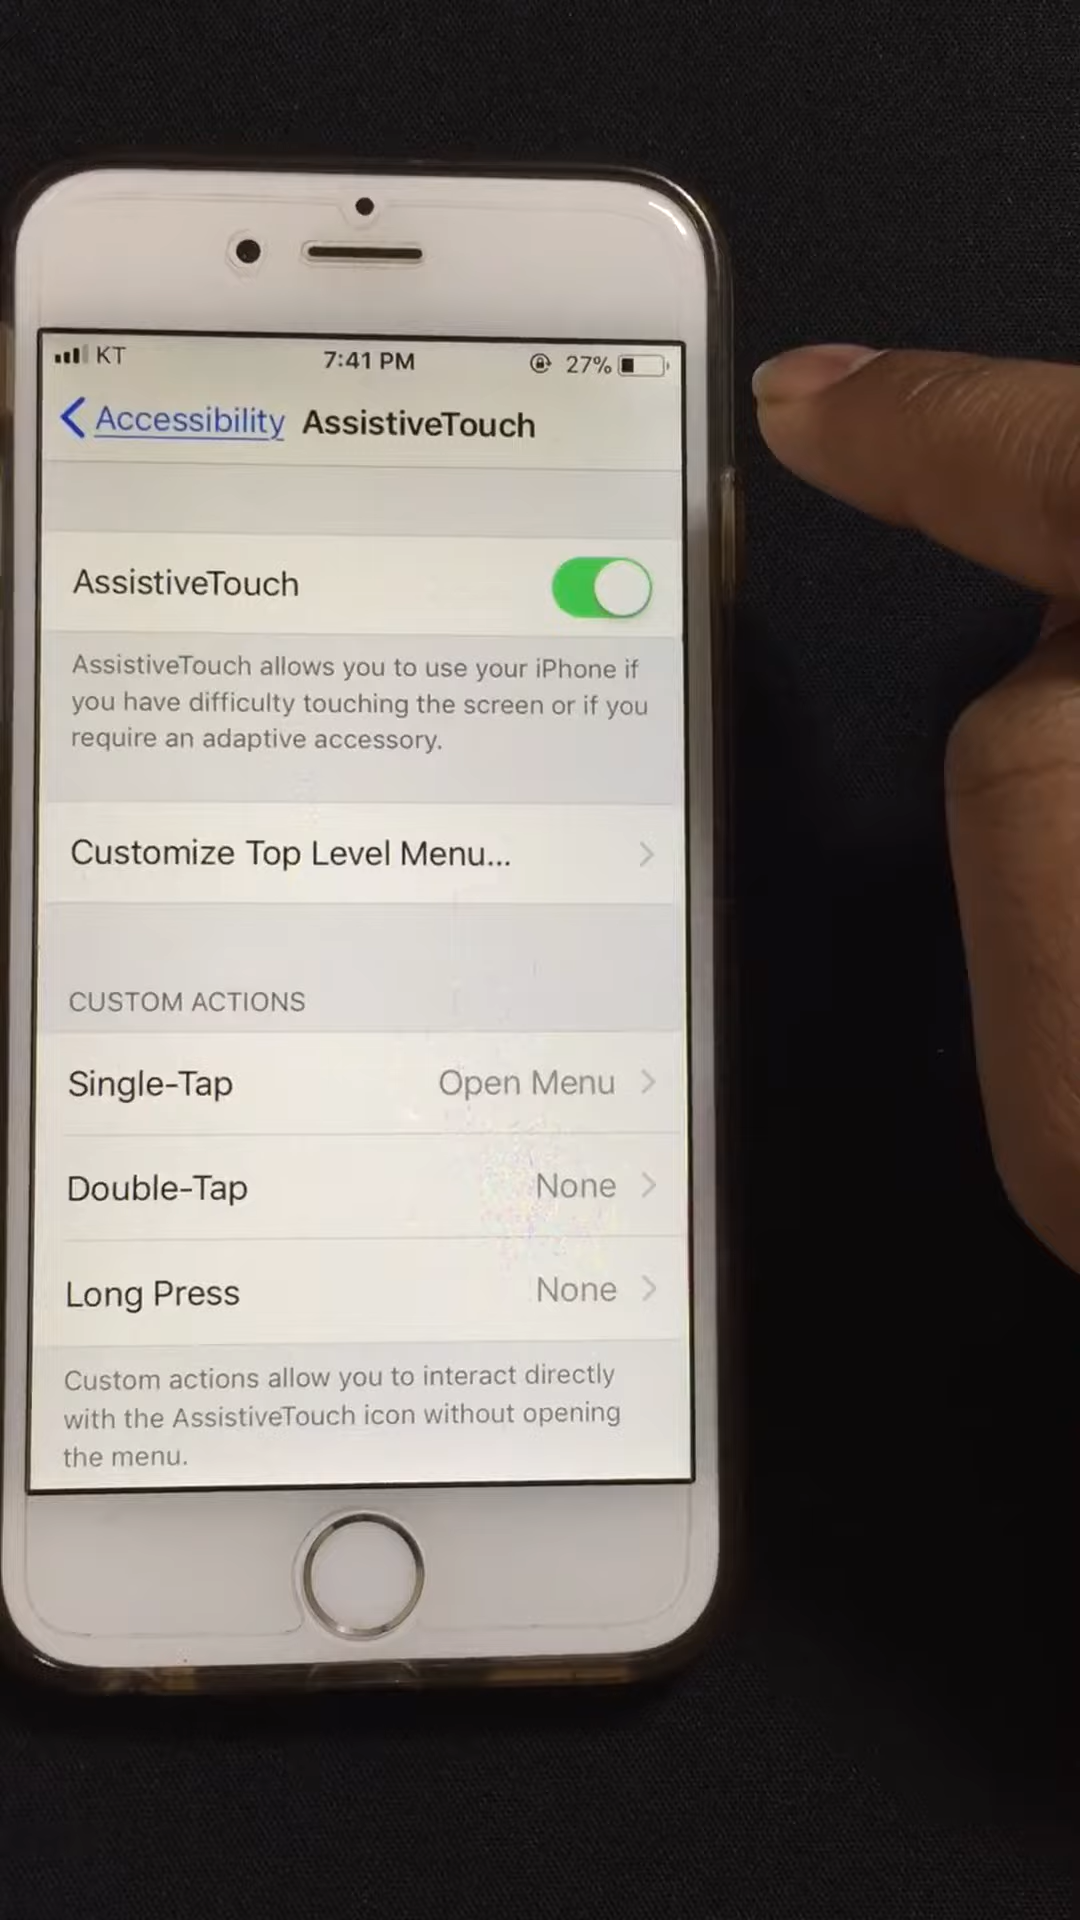 KT 7:41 PM 27%
Accessibility AssistiveTouch
AssistiveTouch
AssistiveTouch allows you to use your iPhone if
you have difficulty touching the screen or if you
require an adaptive accessory.
Customize Top Level Menu...
CUSTOM ACTIONS
Single-Tap Open Menu
Double-Tap None
Long Press None
Custom actions allow you to interact directly
with the AssistiveTouch icon without opening
the menu.